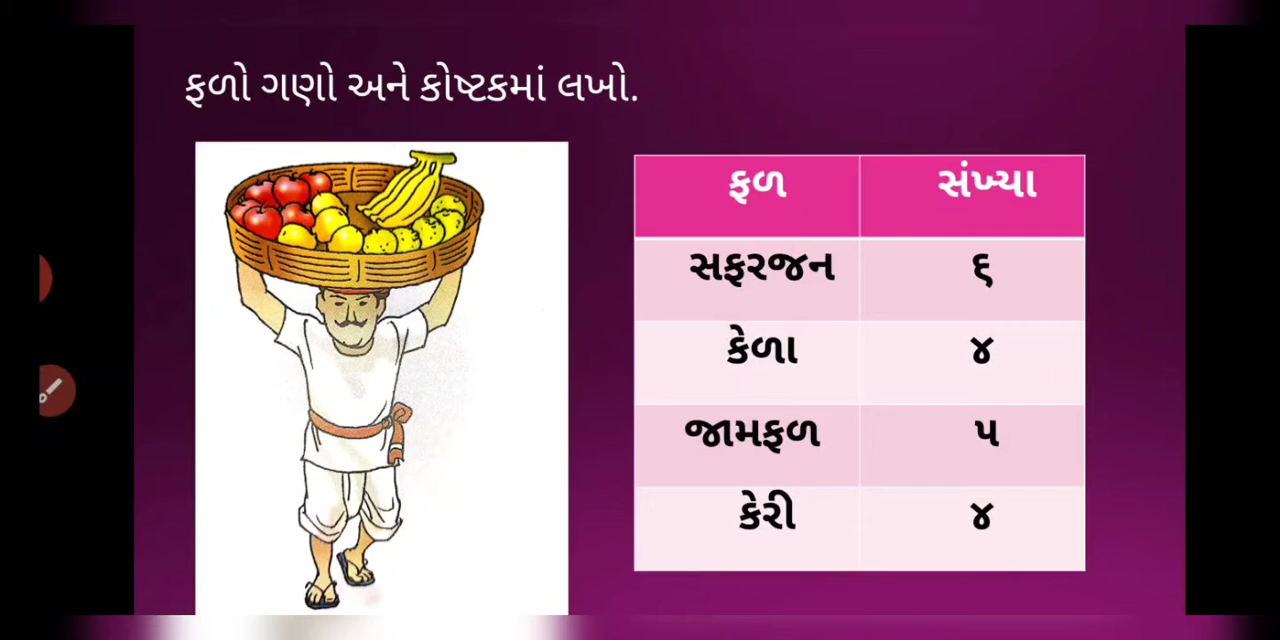 ફળો ગણો અને કોષ્ટકમાં લખો.
ફળ સંખ્યા
સફરજન ૬
કેળા ૪
જામફળ ૫
કેરી ૪